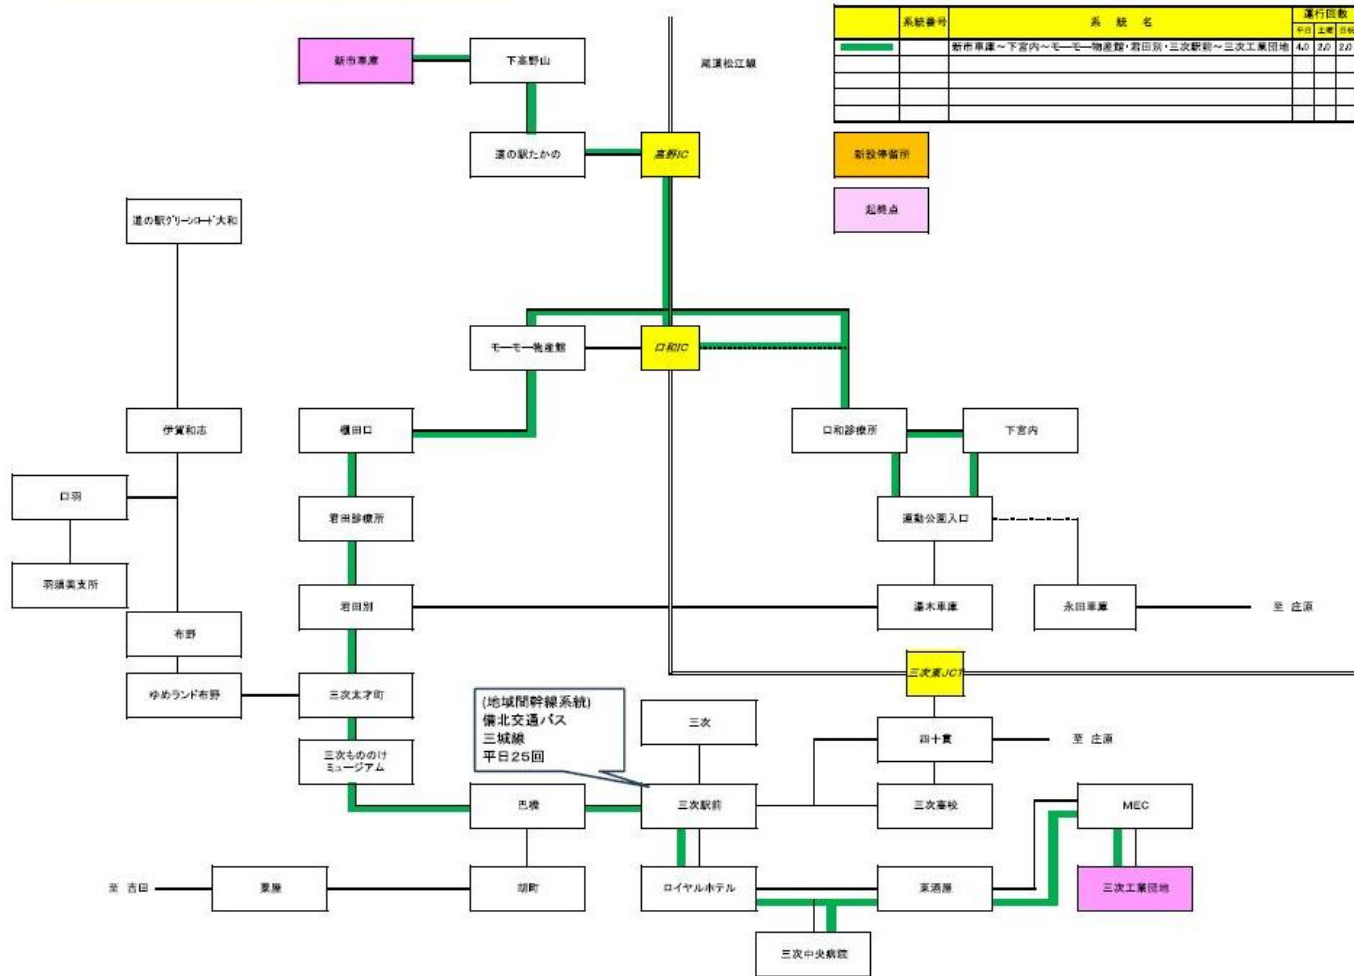 系統番号 系統名 運行回数
平日 土曜 日祝
新市車庫～下宮内～モーモー物産館・君田別・三次駅前～三次工業団地 4.0 2.0 2.0
新市車庫
下高野山
尾道松江線
道の駅たかの
高野IC
新設停留所
起終点
道の駅グリーンロード大和
モーモー物産館
口和IC
伊賀和志
櫃田口
口和診療所
下宮内
口羽
君田診療所
運動公園入口
羽須美支所
君田別
湯木車庫
永田車庫
至 庄原
布野
三次東JCT
ゆめランド布野
三次太才町
(地域間幹線系統)
備北交通バス
三城線
平日25回
三次
四十貫
至 庄原
三次もののけ
ミュージアム
巴橋
三次駅前
三次高校
MEC
至 吉田
粟屋
胡町
ロイヤルホテル
東酒屋
三次工業団地
三次中央病院